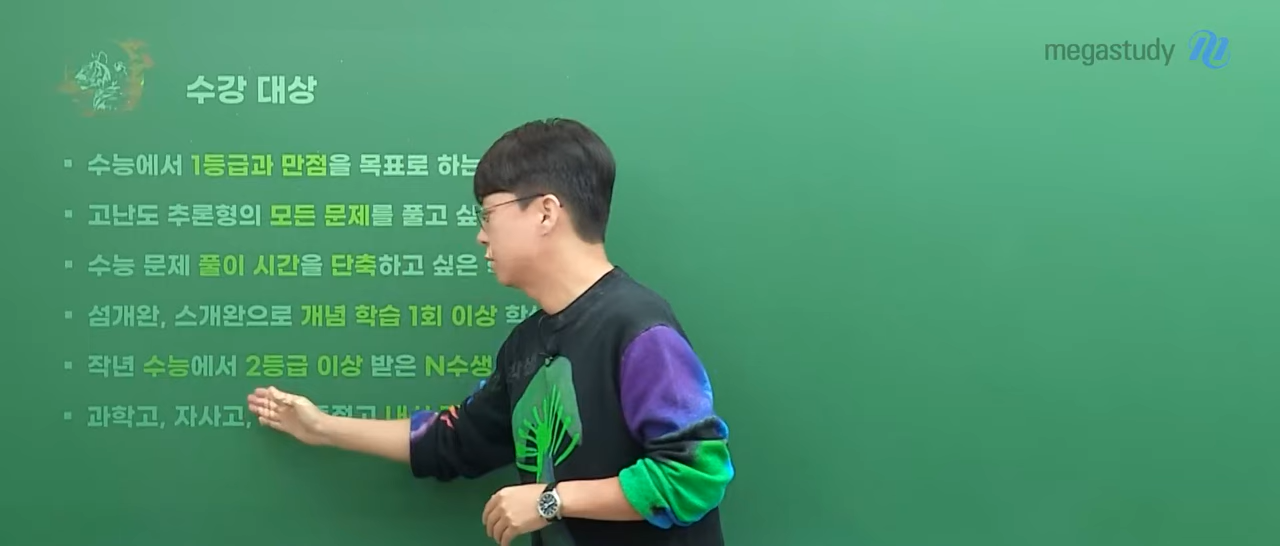 megastudy
수강 대상
수능에서 1등급과 만점을 목표로 하는
고난도 추론형의 모든 문제를 풀고
수능 문제 풀이 시간을 단축하고 싶은
섬개완, 스개완으로 개념 학습 1회 이상
작년 수능에서 2등급 이상 받은 N수생
과학고, 자사고,